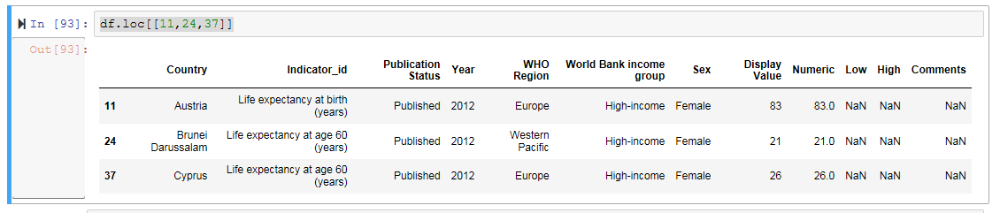 In [93]: df.loc[[11,24,37]]
Out[93]:
Country Indicator_id Publication Status Year WHO Region World Bank income group Sex Display Value Numeric Low High Comments
11 Austria Life expectancy at birth (years) Published 2012 Europe High-income Female 83 83.0 NaN NaN NaN
24 Brunei Darussalam Life expectancy at age 60 (years) Published 2012 Western Pacific High-income Female 21 21.0 NaN NaN NaN
37 Cyprus Life expectancy at age 60 (years) Published 2012 Europe High-income Female 26 26.0 NaN NaN NaN